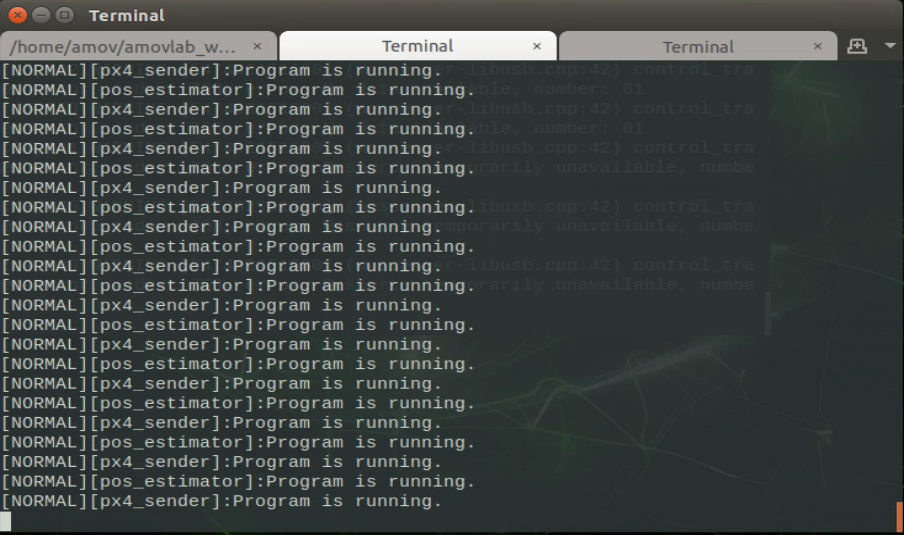 Terminal
/home/amov/amovlab_w... × Terminal × Terminal ×
[NORMAL][px4_sender]:Program is running.
[NORMAL][pos_estimator]:Program is running.
[NORMAL][px4_sender]:Program is running.
[NORMAL][pos_estimator]:Program is running.
[NORMAL][px4_sender]:Program is running.
[NORMAL][pos_estimator]:Program is running.
[NORMAL][px4_sender]:Program is running.
[NORMAL][pos_estimator]:Program is running.
[NORMAL][px4_sender]:Program is running.
[NORMAL][pos_estimator]:Program is running.
[NORMAL][px4_sender]:Program is running.
[NORMAL][pos_estimator]:Program is running.
[NORMAL][px4_sender]:Program is running.
[NORMAL][pos_estimator]:Program is running.
[NORMAL][px4_sender]:Program is running.
[NORMAL][pos_estimator]:Program is running.
[NORMAL][px4_sender]:Program is running.
[NORMAL][pos_estimator]:Program is running.
[NORMAL][px4_sender]:Program is running.
[NORMAL][pos_estimator]:Program is running.
[NORMAL][px4_sender]:Program is running.
[NORMAL][pos_estimator]:Program is running.
[NORMAL][px4_sender]:Program is running.